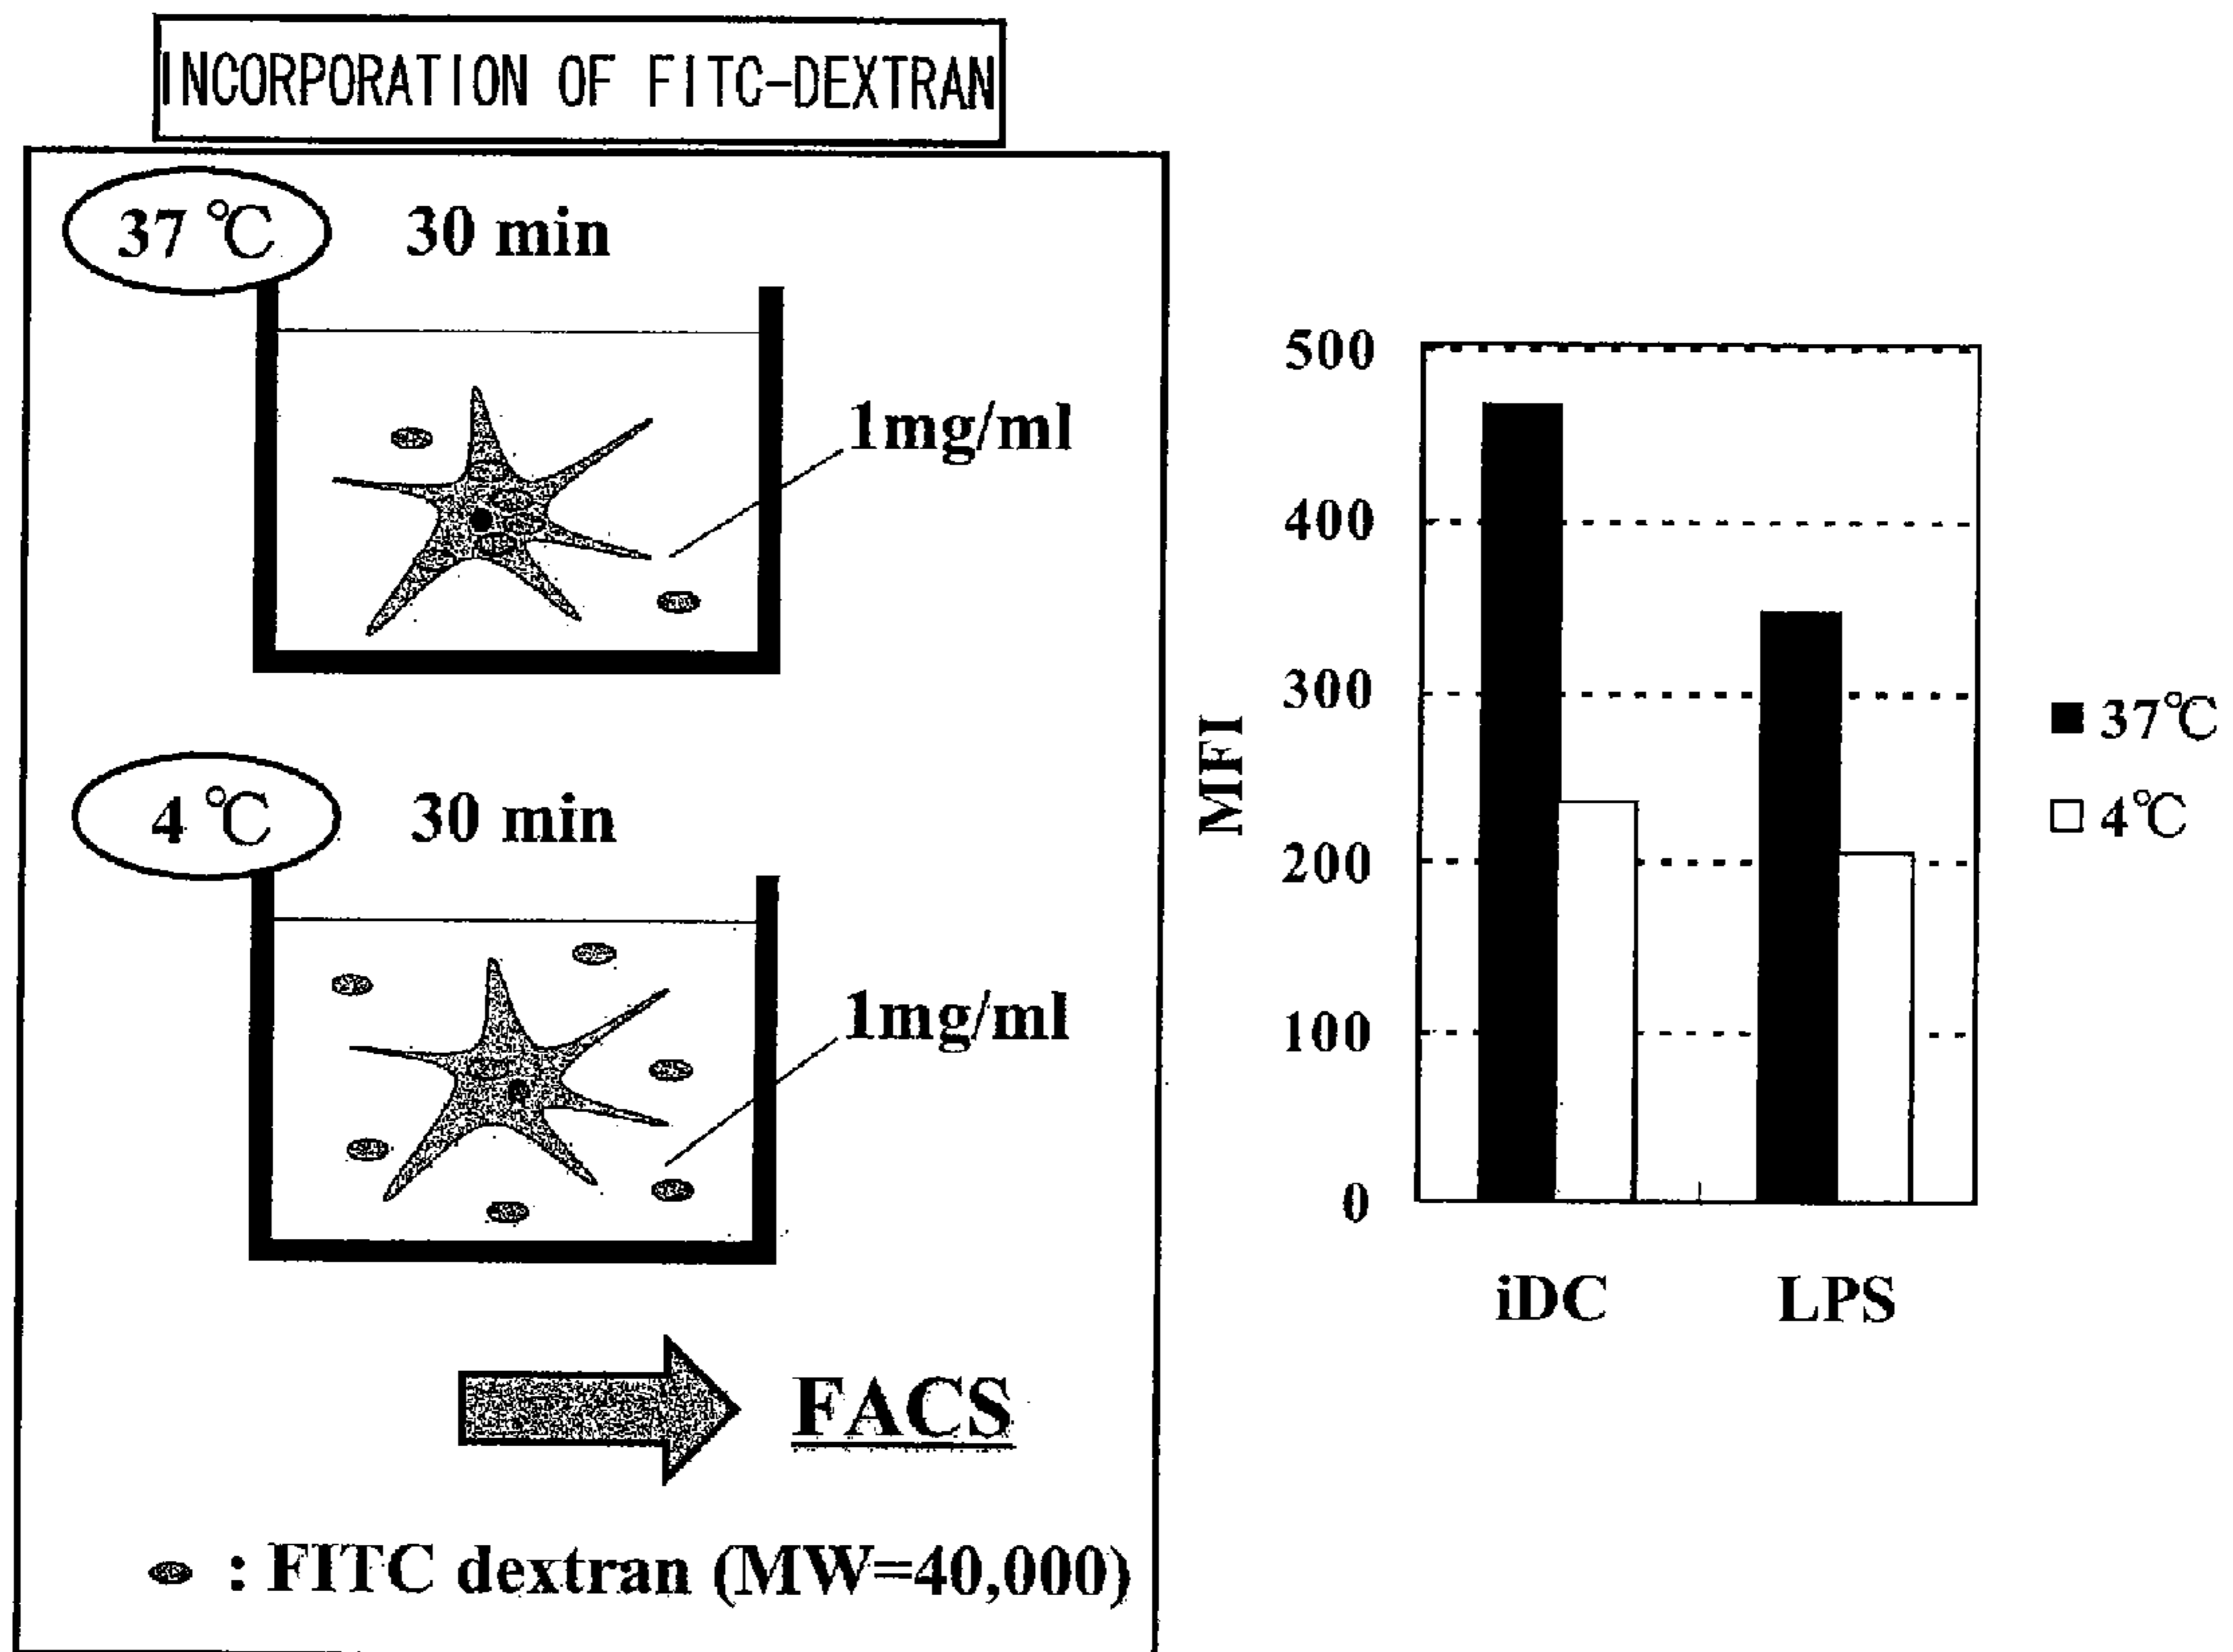 INCORPORATION OF FITC-DEXTRAN
37 ℃ 30 min
1mg/ml
4 ℃ 30 min
1mg/ml
FACS
: FITC dextran (MW=40,000)
MFI
500
400
300
200
100
0
iDC LPS
37℃
4℃